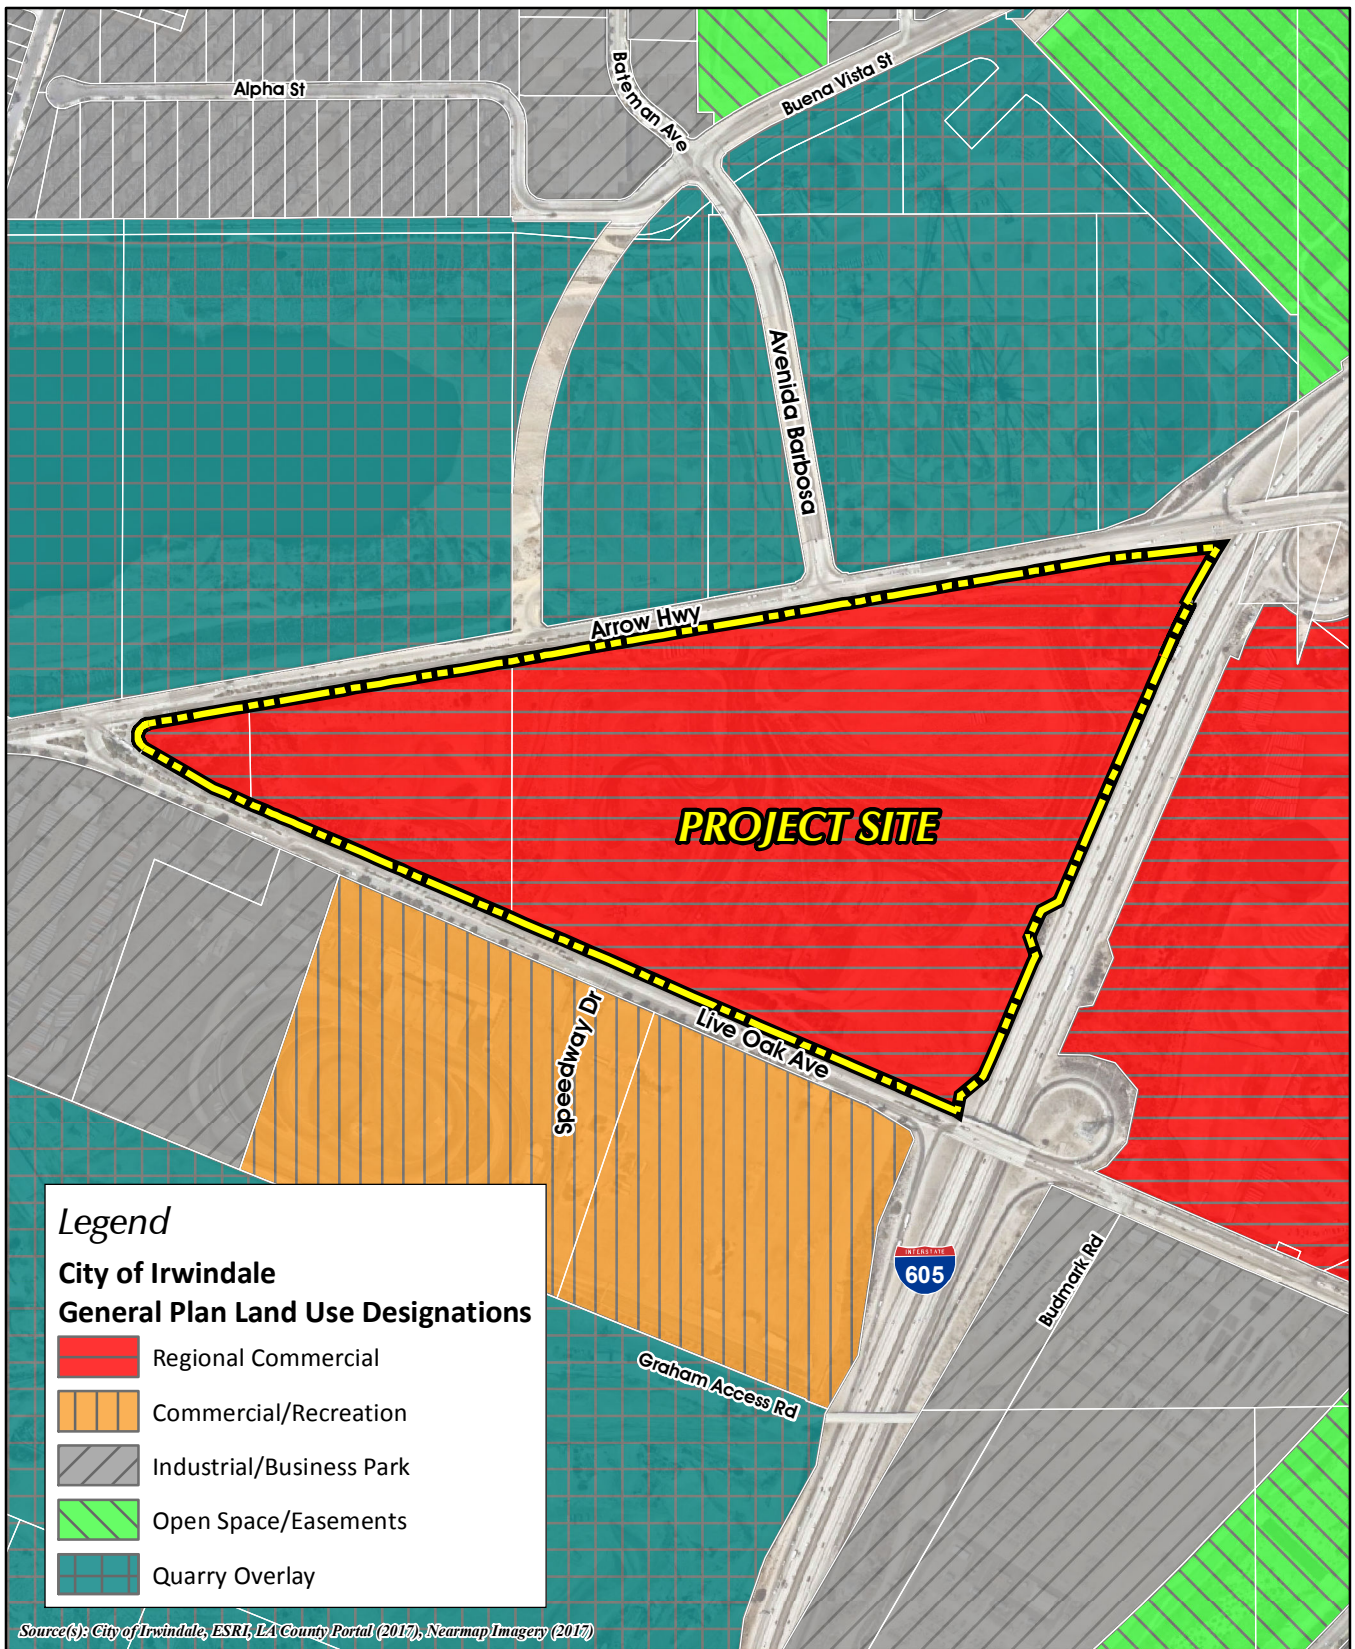 Alpha St
Bateman Ave
Buena Vista St
Avenida Barbosa
Arrow Hwy
PROJECT SITE
Live Oak Ave
Speedway Dr
INTERSTATE
605
Budmark Rd
Graham Access Rd
Legend
City of Irwindale
General Plan Land Use Designations
Regional Commercial
Commercial/Recreation
Industrial/Business Park
Open Space/Easements
Quarry Overlay
Source(s): City of Irwindale, ESRI, LA County Portal (2017), Nearmap Imagery (2017)